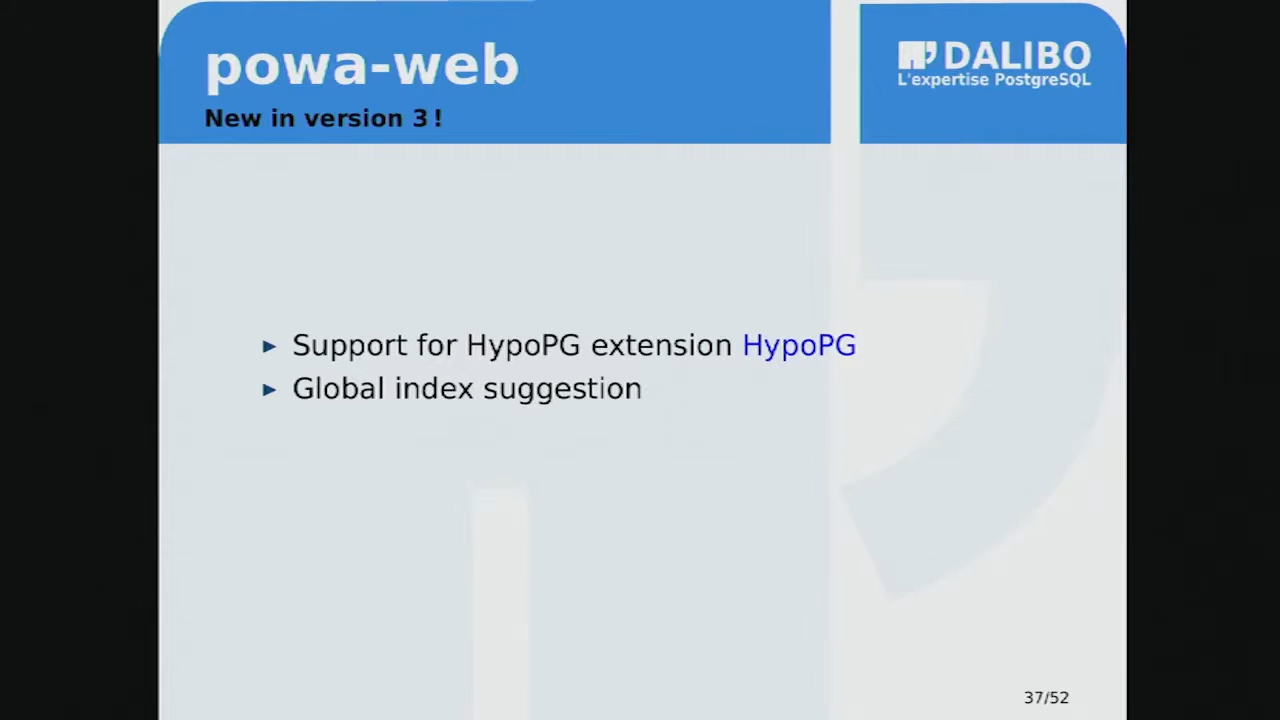 powa-web
New in version 3 !
DALIBO
L'expertise PostgreSQL
► Support for HypoPG extension HypoPG
► Global index suggestion
37/52